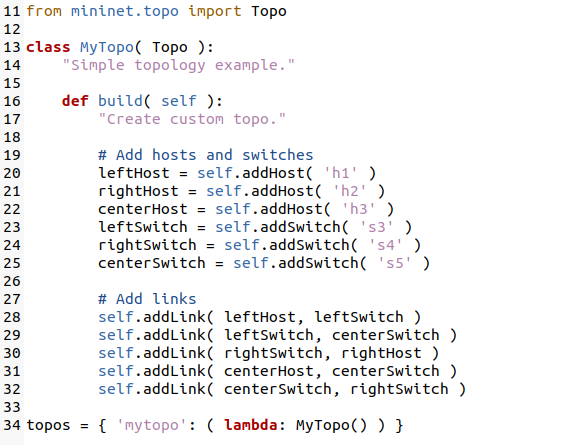 11 from mininet.topo import Topo
12
13 class MyTopo( Topo ):
14     "Simple topology example."
15
16     def build( self ):
17         "Create custom topo."
18
19         # Add hosts and switches
20         leftHost = self.addHost( 'h1' )
21         rightHost = self.addHost( 'h2' )
22         centerHost = self.addHost( 'h3' )
23         leftSwitch = self.addSwitch( 's3' )
24         rightSwitch = self.addSwitch( 's4' )
25         centerSwitch = self.addSwitch( 's5' )
26
27         # Add links
28         self.addLink( leftHost, leftSwitch )
29         self.addLink( leftSwitch, centerSwitch )
30         self.addLink( rightSwitch, rightHost )
31         self.addLink( centerHost, centerSwitch )
32         self.addLink( centerSwitch, rightSwitch )
33
34 topos = { 'mytopo': ( lambda: MyTopo() ) }